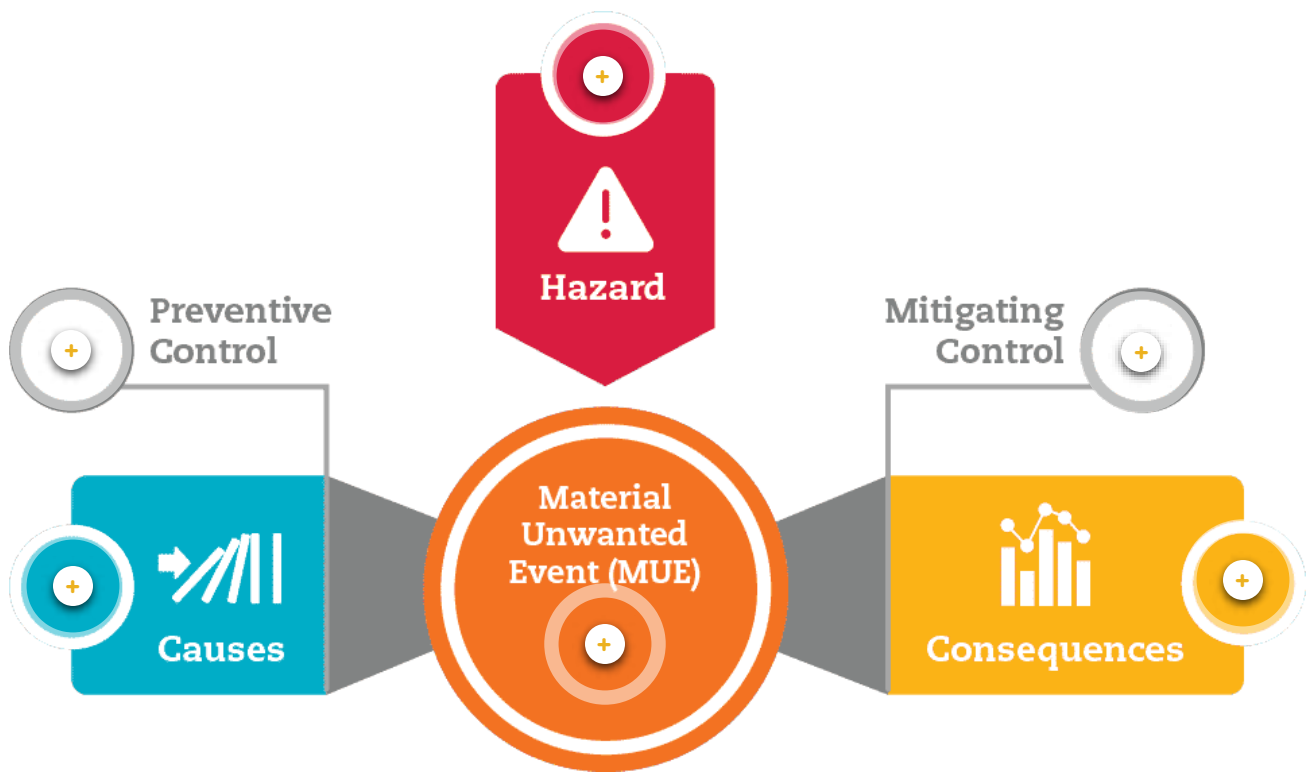 Hazard
Preventive
Control
Mitigating
Control
Material
Unwanted
Event (MUE)
Causes
Consequences